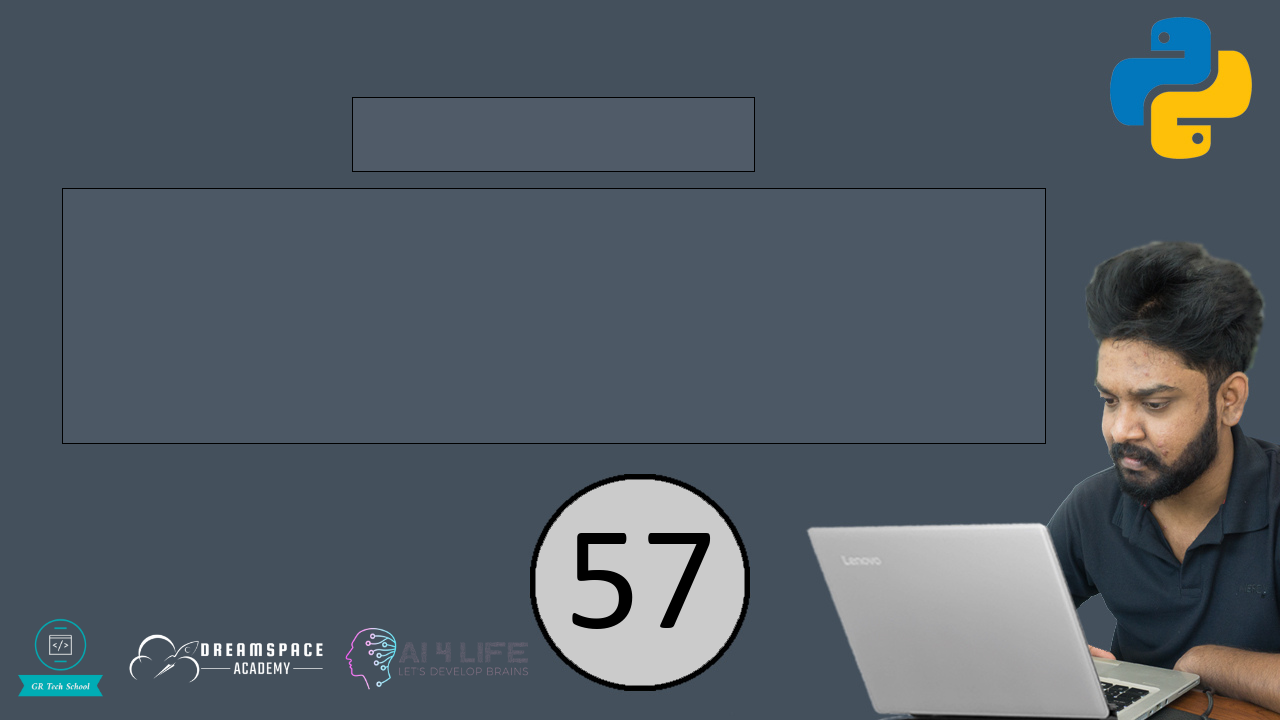 Lenovo
57
GR Tech School
DREAMSPACE
ACADEMY
AI 4 LIFE
LET'S DEVELOP BRAINS